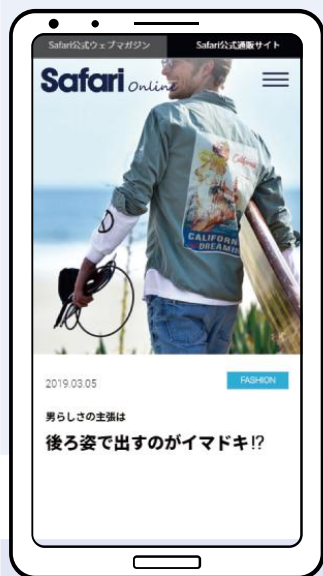 Safari公式ウェブマガジン
Safari公式通販サイト
Safari Online
California
CALIFORNIA
DREAMIN
2019.03.05
FASHION
男らしさの主張は
後ろ姿で出すのがイマドキ!?